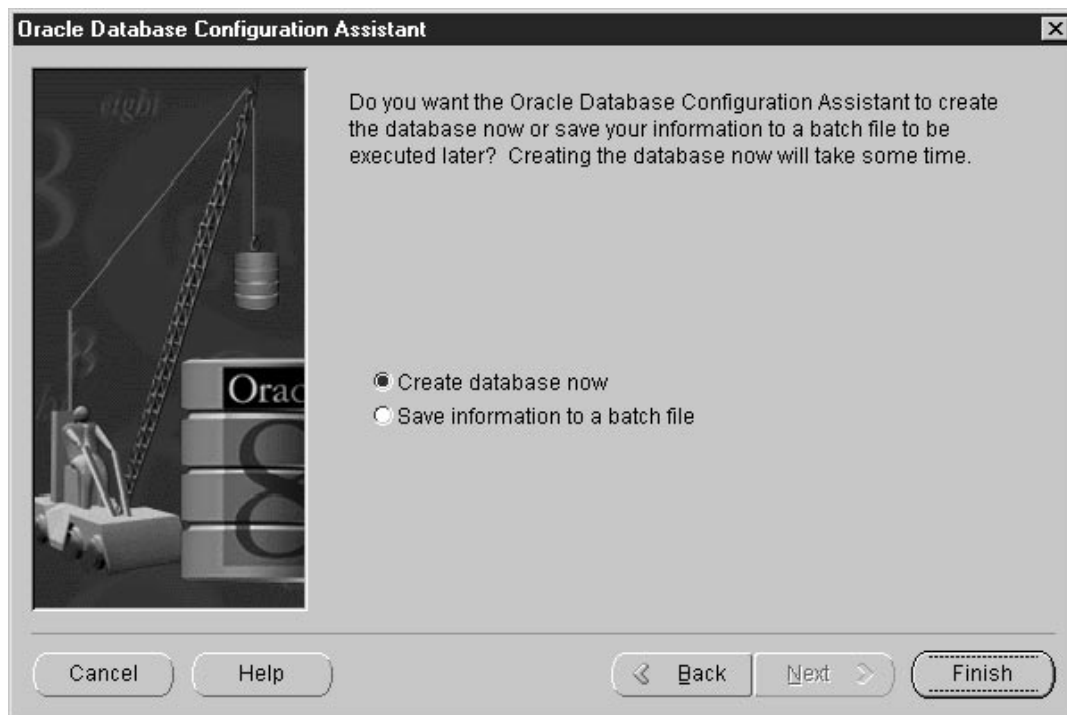 Oracle Database Configuration Assistant
eight
Do you want the Oracle Database Configuration Assistant to create
the database now or save your information to a batch file to be
executed later? Creating the database now will take some time.
Orac
8
Create database now
Save information to a batch file
Cancel
Help
Back
Next
Finish